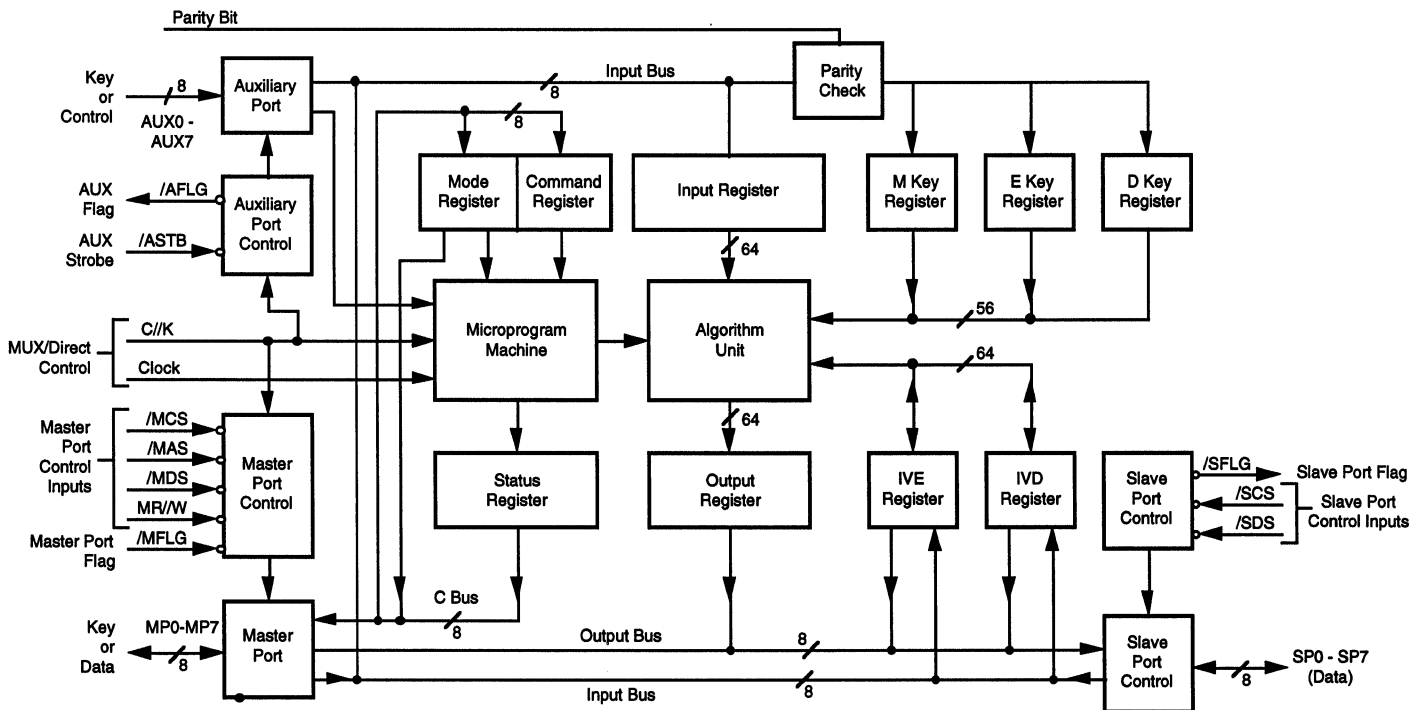 Parity Bit
Key
or
Control
8
AUX0 -
AUX7
Auxiliary
Port
Input Bus
8
Parity
Check
8
AUX
Flag
/AFLG
AUX
Strobe
/ASTB
Auxiliary
Port
Control
Mode
Register
Command
Register
Input Register
M Key
Register
E Key
Register
D Key
Register
64
56
MUX/Direct
Control
C//K
Clock
Microprogram
Machine
Algorithm
Unit
64
64
Master
Port
Control
Inputs
/MCS
/MAS
/MDS
MR//W
Master Port
Flag
/MFLG
Master
Port
Control
Status
Register
Output
Register
IVE
Register
IVD
Register
Slave
Port
Control
/SFLG
Slave Port Flag
/SCS
/SDS
Slave Port
Control Inputs
C Bus
8
Key
or
Data
MP0-MP7
8
Master
Port
Output Bus
8
Input Bus
8
Slave
Port
Control
8
SP0 - SP7
(Data)